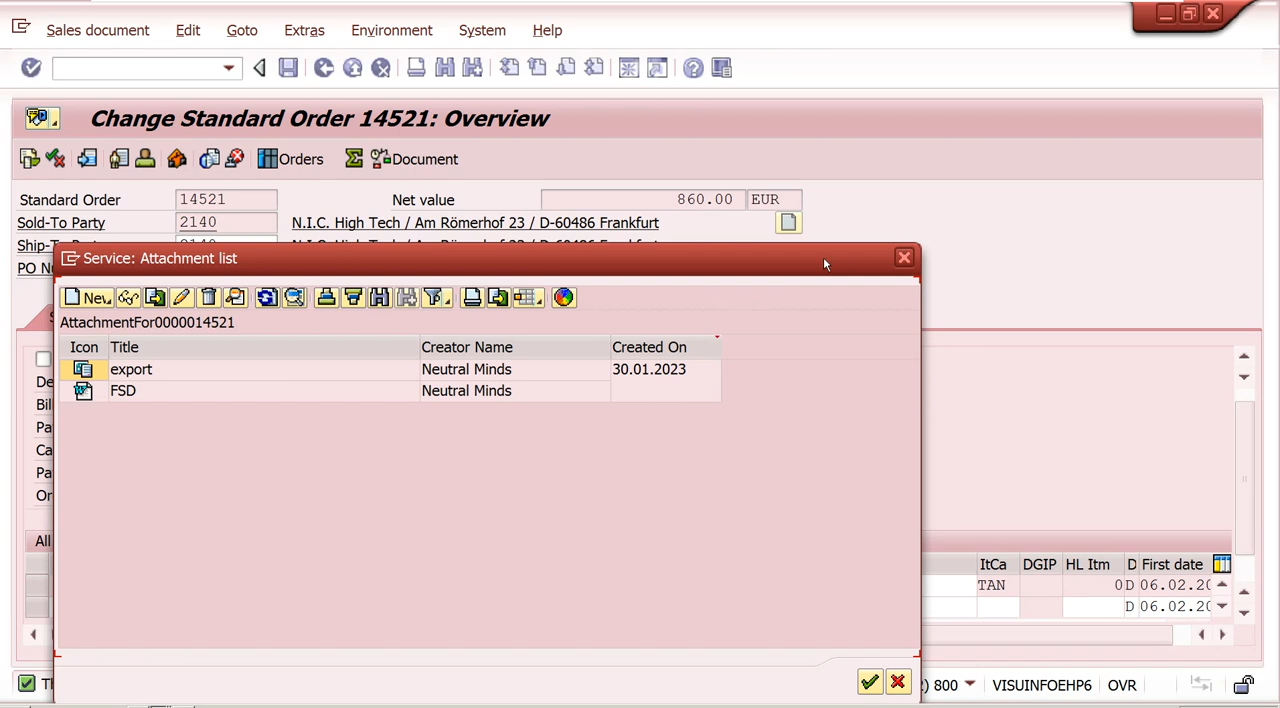 Sales document Edit Goto Extras Environment System Help
Change Standard Order 14521: Overview
Orders Document
Standard Order 14521 Net value 860.00 EUR
Sold-To Party 2140 N.I.C. High Tech / Am Römerhof 23 / D-60486 Frankfurt
Service: Attachment list
New
AttachmentFor0000014521
Icon Title Creator Name Created On
export Neutral Minds 30.01.2023
FSD Neutral Minds
All
ItCa DGIP HL Itm D First date
TAN 0 D 06.02.20
D 06.02.20
800 VISUINFOEHP6 OVR